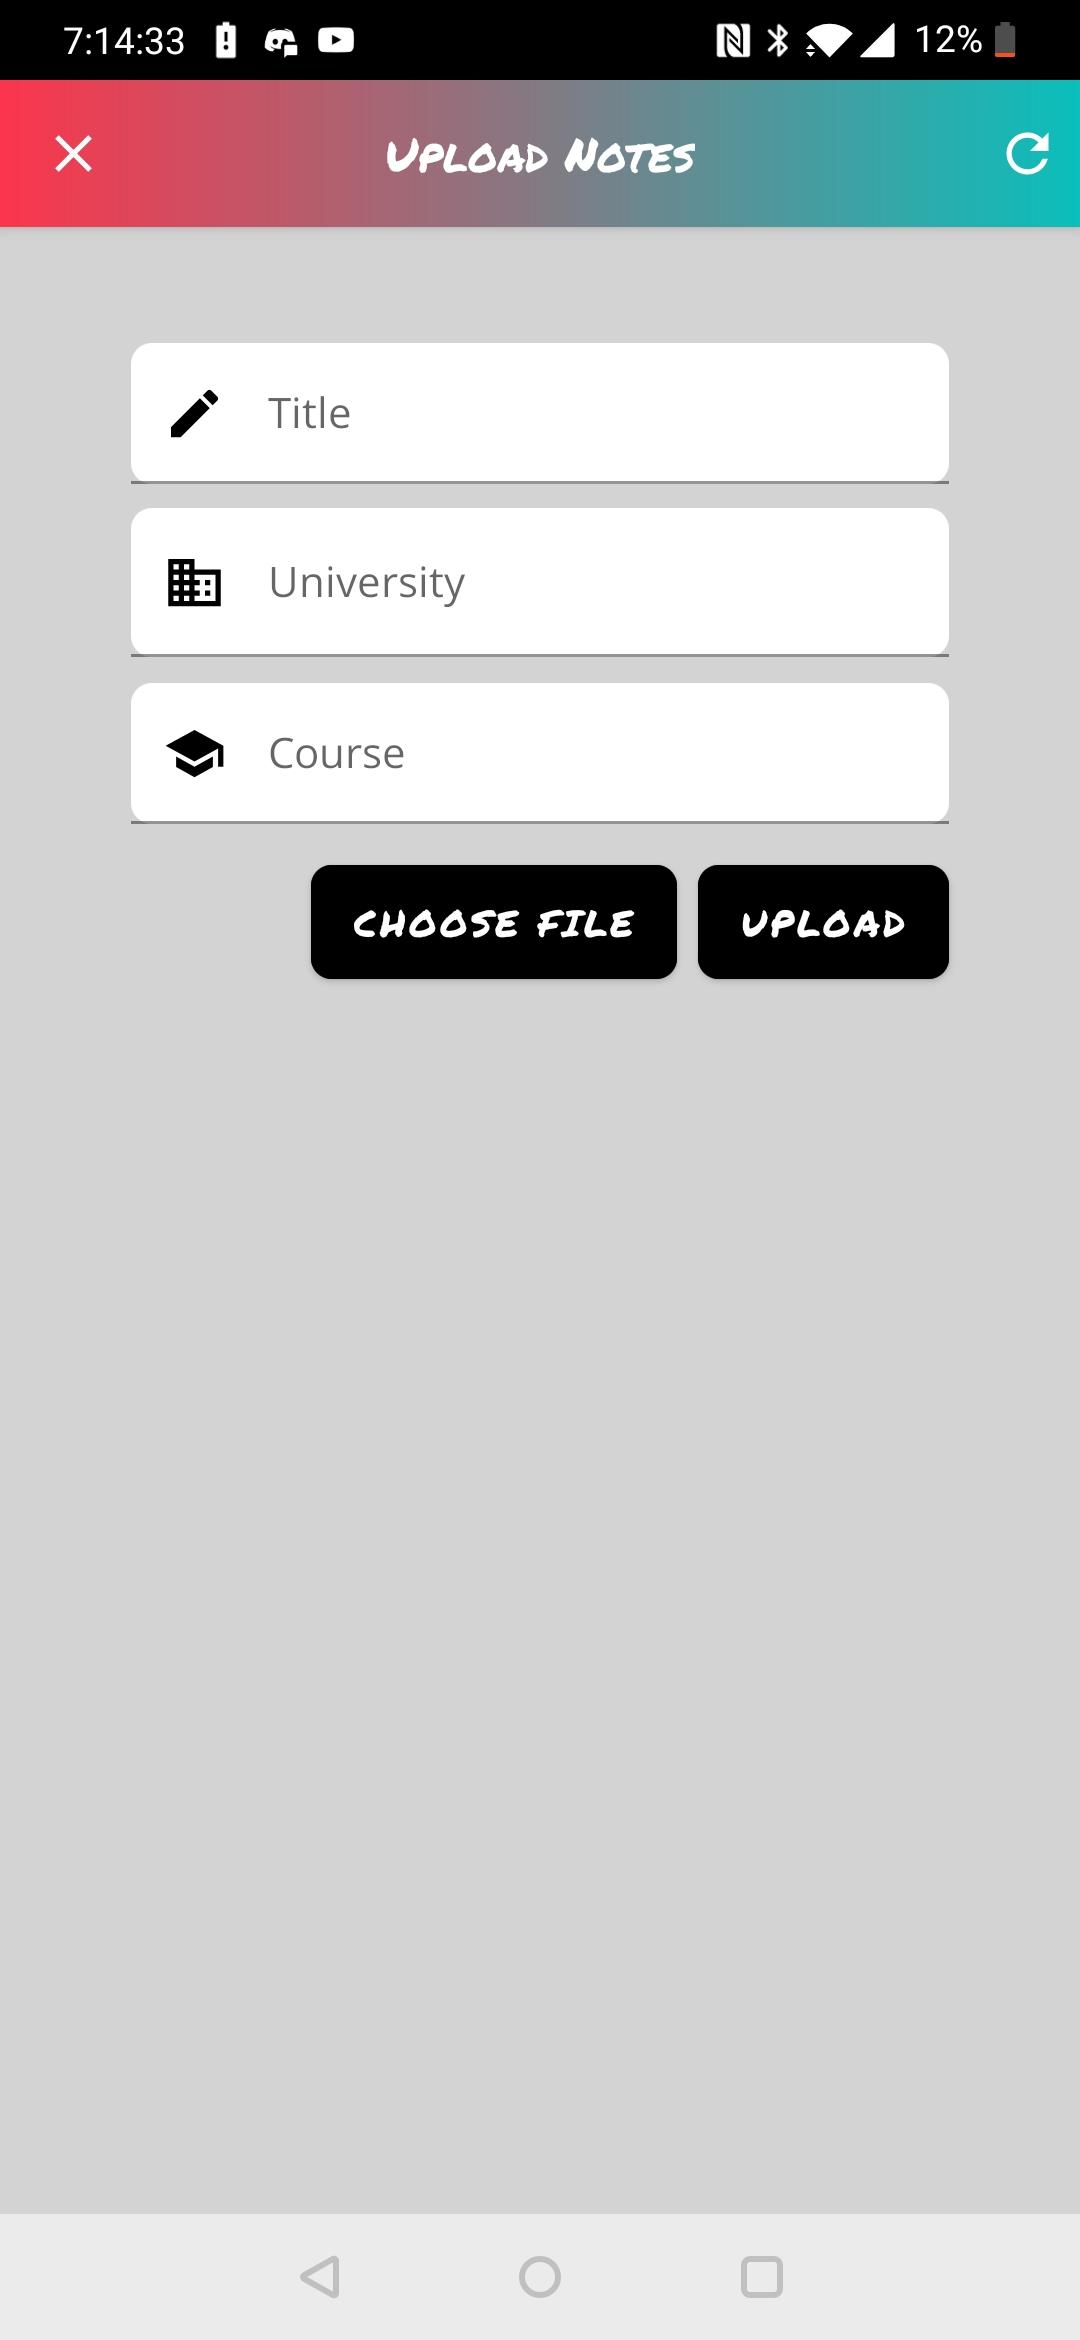 7:14:33 12%
Upload Notes
Title
University
Course
CHOOSE FILE UPLOAD